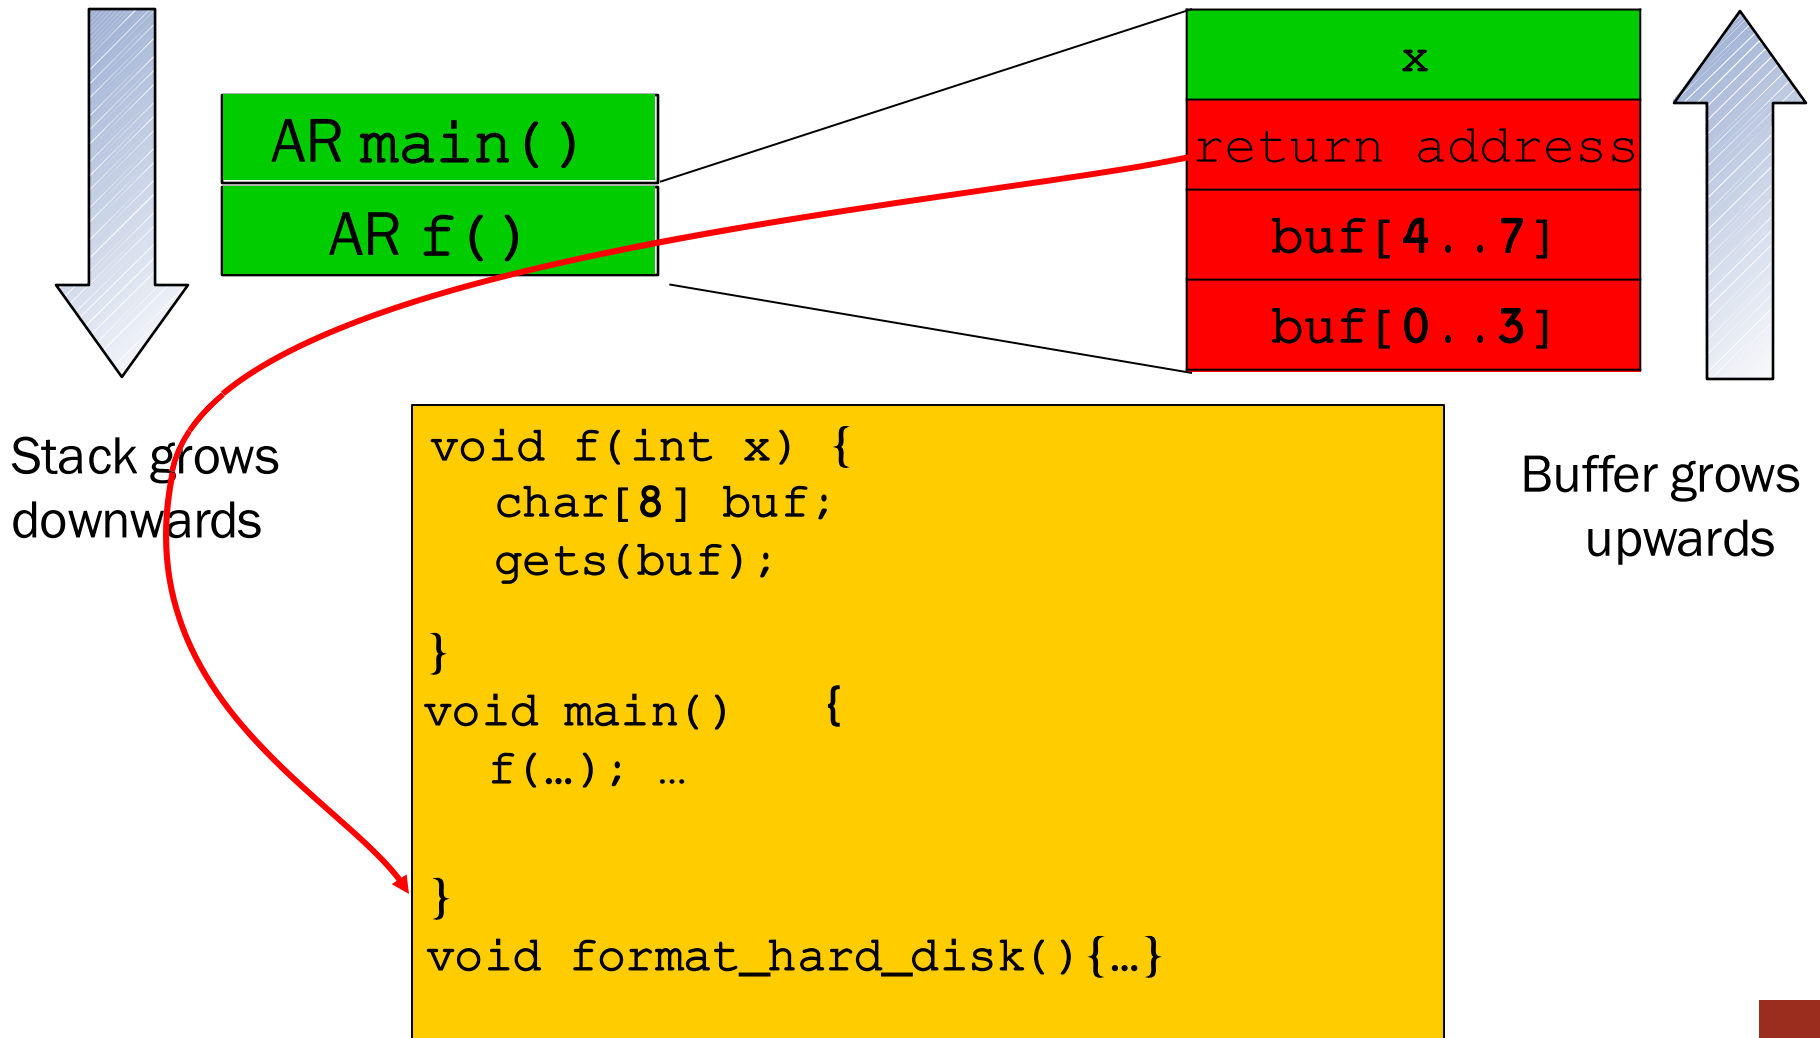 AR main()
AR f()
x
return address
buf[4..7]
buf[0..3]
Stack grows
downwards
void f(int x) {
char[8] buf;
gets(buf);
}
void main() {
f(…); …
}
void format_hard_disk(){…}
Buffer grows
upwards